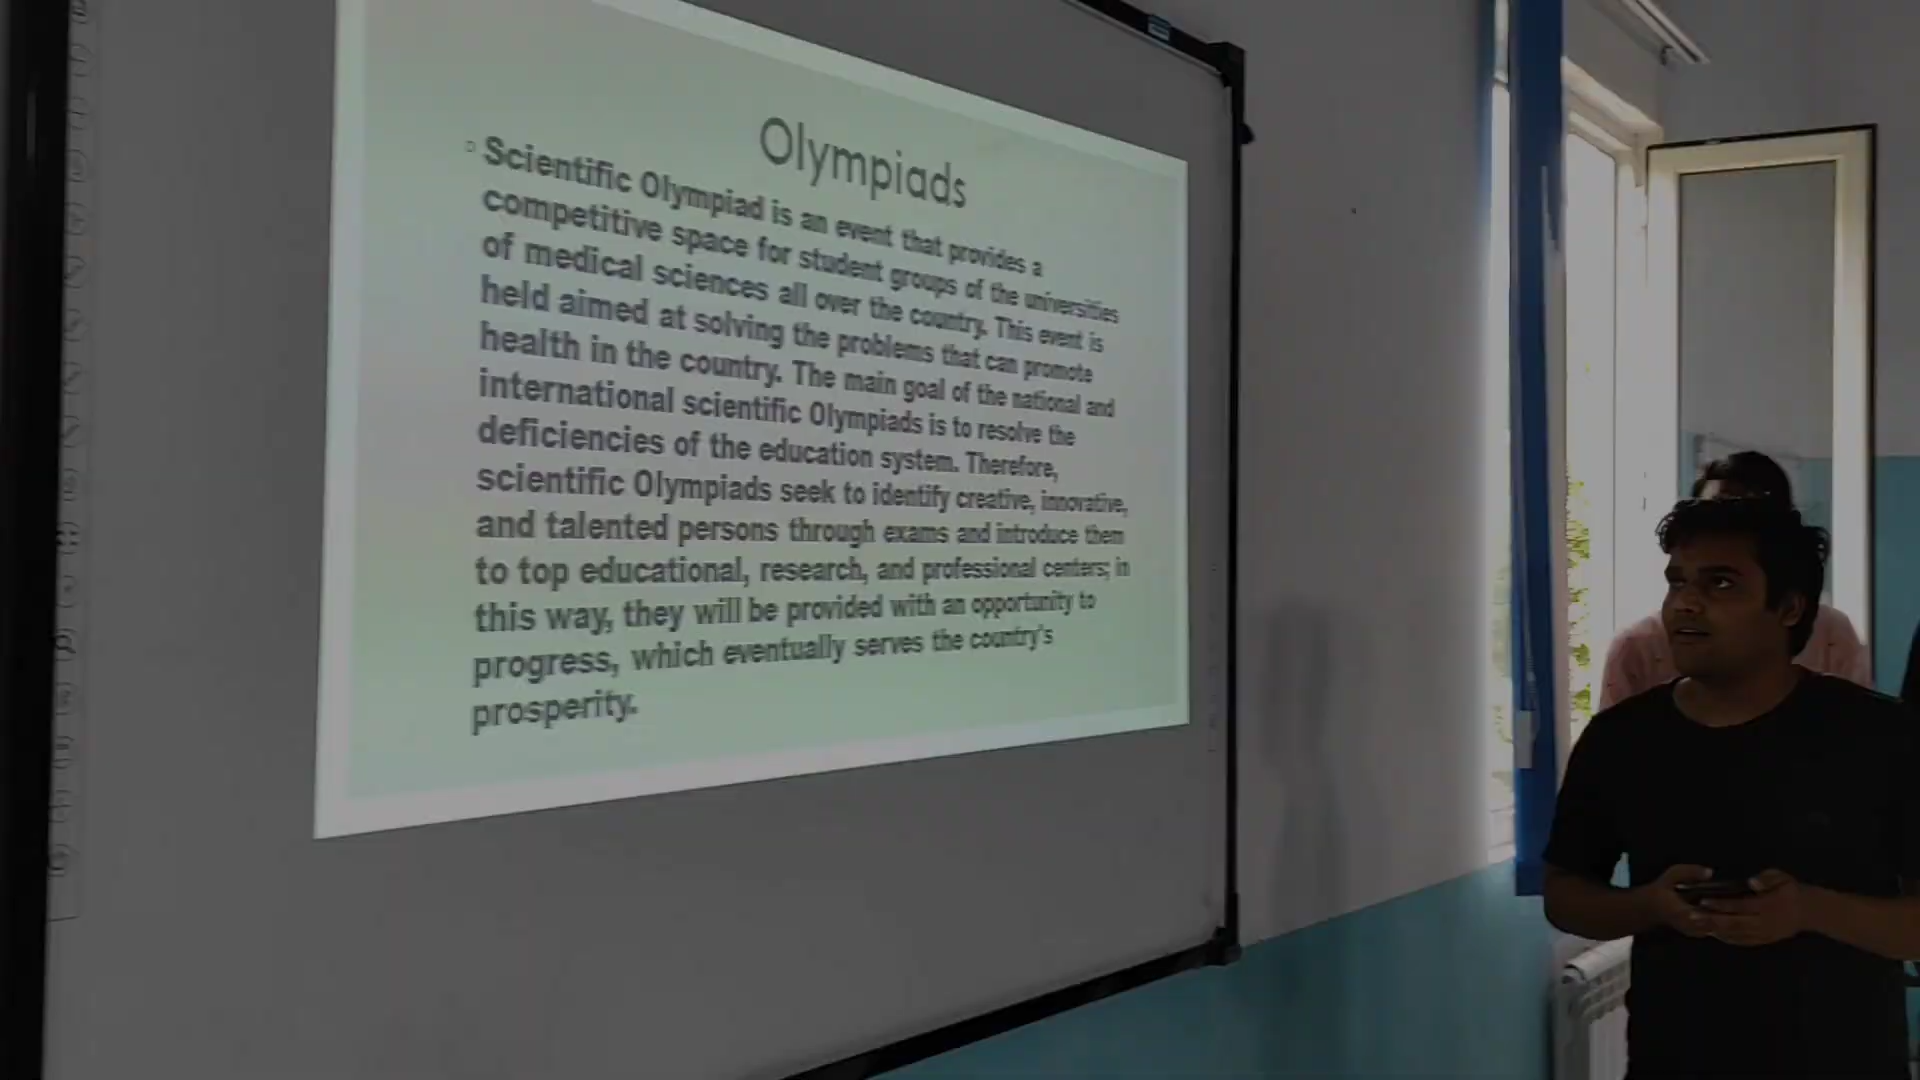 Olympiads
Scientific Olympiad is an event that provides a
competitive space for student groups of the universities
of medical sciences all over the country. This event is
held aimed at solving the problems that can promote
health in the country. The main goal of the national and
international scientific Olympiads is to resolve the
deficiencies of the education system. Therefore,
scientific Olympiads seek to identify creative, innovative,
and talented persons through exams and introduce them
to top educational, research, and professional centers; in
this way, they will be provided with an opportunity to
progress, which eventually serves the country's
prosperity.